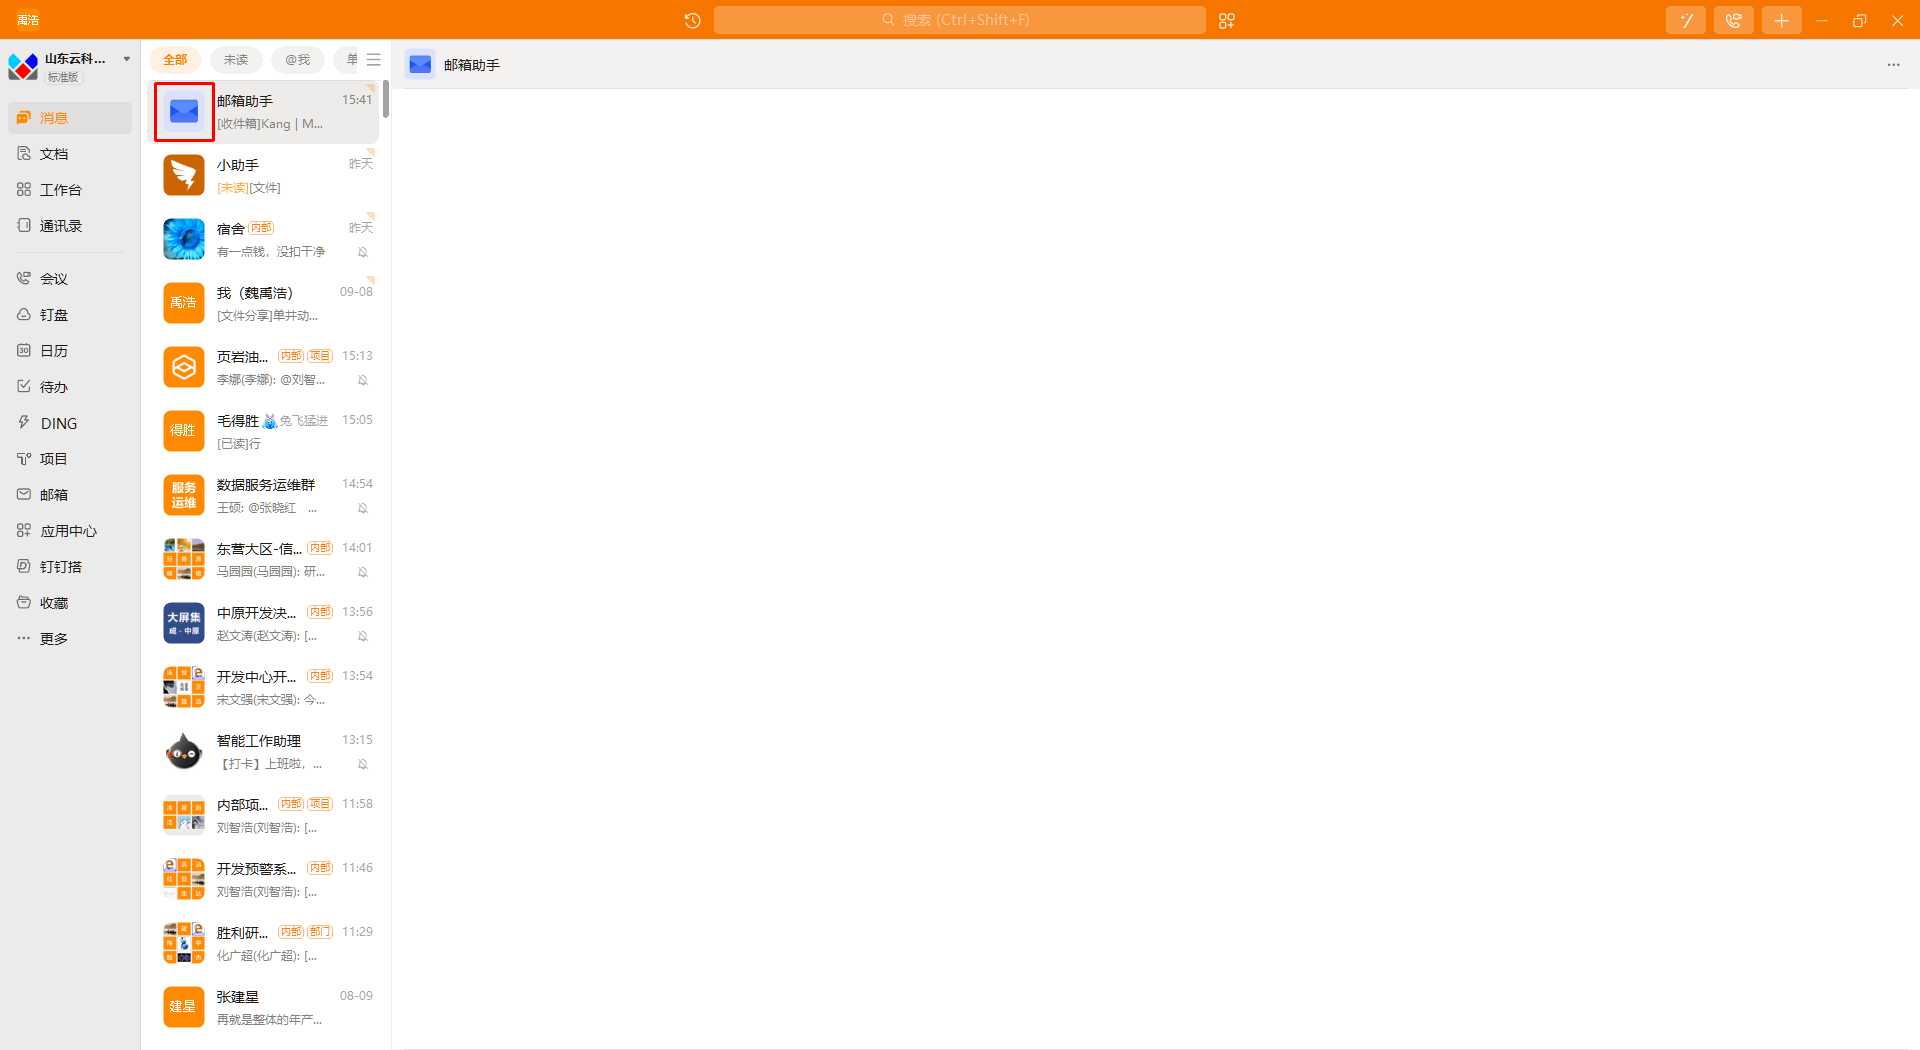 禹浩
搜索 (Ctrl+Shift+F)
山东云科...
标准版
消息
文档
工作台
通讯录
会议
钉盘
30
日历
待办
DING
项目
邮箱
应用中心
钉钉搭
收藏
更多
全部
未读
@我
单
邮箱助手
15:41
[收件箱]Kang | M...
小助手
昨天
[未读][文件]
宿舍
内部
昨天
有一点钱，没扣干净
禹浩
我（魏禹浩）
09-08
[文件分享]单井动...
页岩油...
内部
项目
15:13
李娜(李娜): @刘智...
得胜
毛得胜
兔飞猛进
15:05
[已读]行
服务
运维
数据服务运维群
14:54
王硕: @张晓红 ...
东营大区-信...
内部
14:01
马园园(马园园): 研...
大屏集
成 - 中原
中原开发决...
内部
13:56
赵文涛(赵文涛): [...
开发中心开...
内部
13:54
宋文强(宋文强): 今...
智能工作助理
13:15
【打卡】上班啦，...
内部项...
内部
项目
11:58
刘智浩(刘智浩): [...
开发预警系...
内部
11:46
刘智浩(刘智浩): [...
胜利研...
内部
部门
11:29
化广超(化广超): [...
建星
张建星
08-09
再就是整体的年产...
邮箱助手